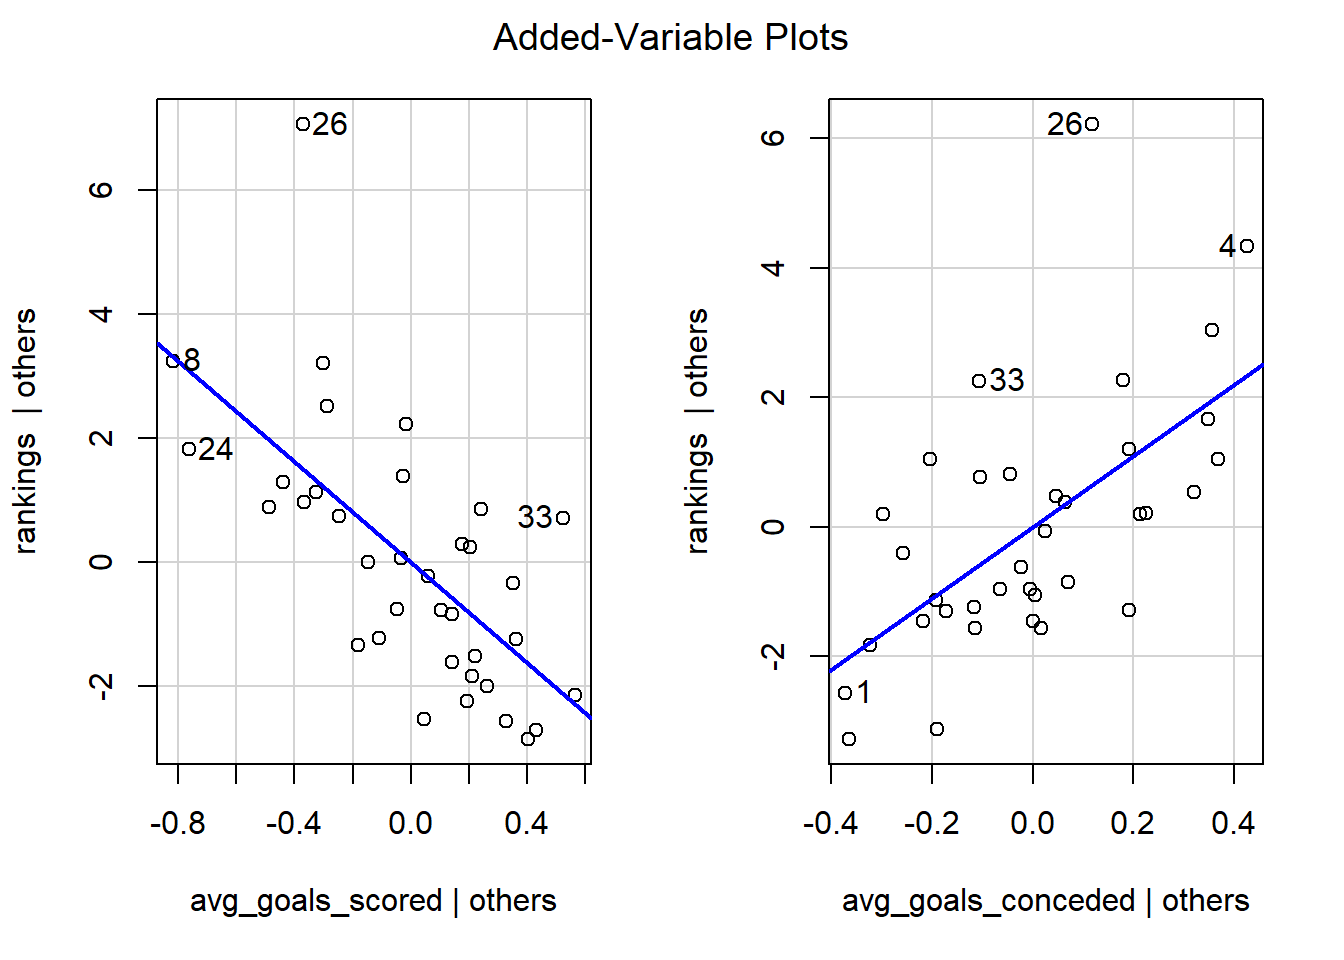 Added-Variable Plots
rankings | others
6
4
2
0
-2
26
8
24
33
-0.8 -0.4 0.0 0.4
avg_goals_scored | others
rankings | others
6
4
2
0
-2
26
4
33
1
-0.4 -0.2 0.0 0.2 0.4
avg_goals_conceded | others